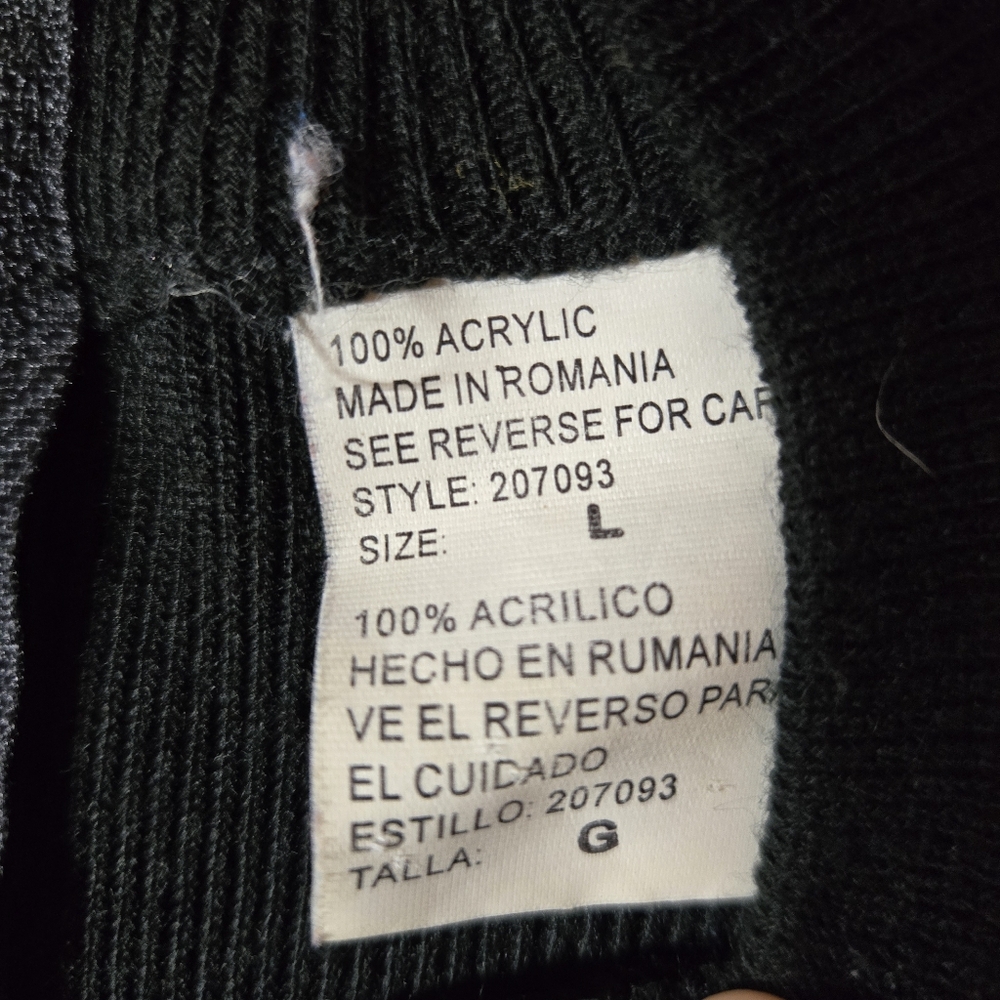 100% ACRYLIC
MADE IN ROMANIA
SEE REVERSE FOR
STYLE: 207093
SIZE: L
100% ACRILICO
HECHO EN RUMANIA
VE EL REVERSO PARA
EL CUIDADO
ESTILLO: 207093
TALLA: G